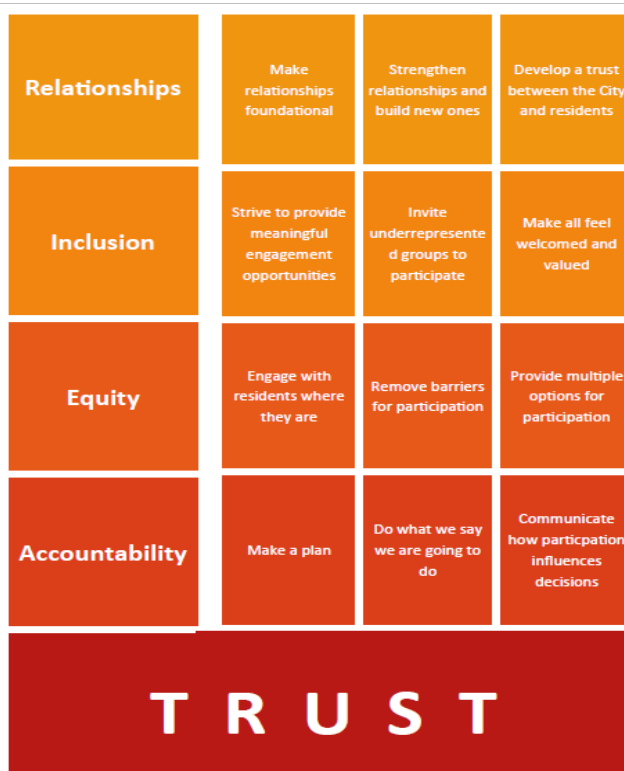 Relationships
Make
relationships
foundational
Strengthen
relationships and
build new ones
Develop a trust
between the City
and residents
Inclusion
Strive to provide
meaningful
engagement
opportunities
Invite
underrepresente
d groups to
participate
Make all feel
welcomed and
valued
Equity
Engage with
residents where
they are
Remove barriers
for participation
Provide multiple
options for
participation
Accountability
Make a plan
Do what we say
we are going to
do
Communicate
how particpation
influences
decisions
T R U S T